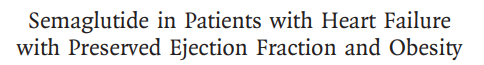 Semaglutide in Patients with Heart Failure
with Preserved Ejection Fraction and Obesity